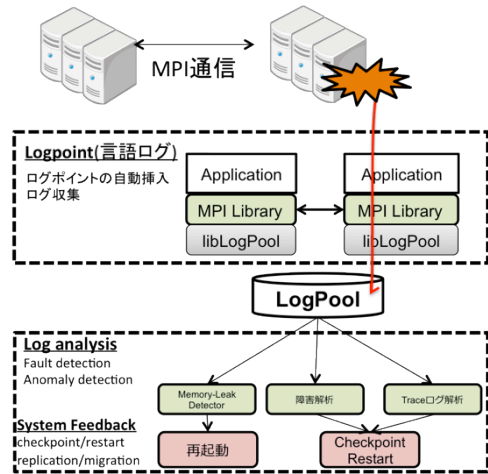 MPI通信
Logpoint(言語ログ)
ログポイントの自動挿入
ログ収集
Application
MPI Library
libLogPool
Application
MPI Library
libLogPool
LogPool
Log analysis
Fault detection
Anomaly detection
Memory-Leak
Detector
障害解析
Traceログ解析
System Feedback
checkpoint/restart
replication/migration
再起動
Checkpoint
Restart